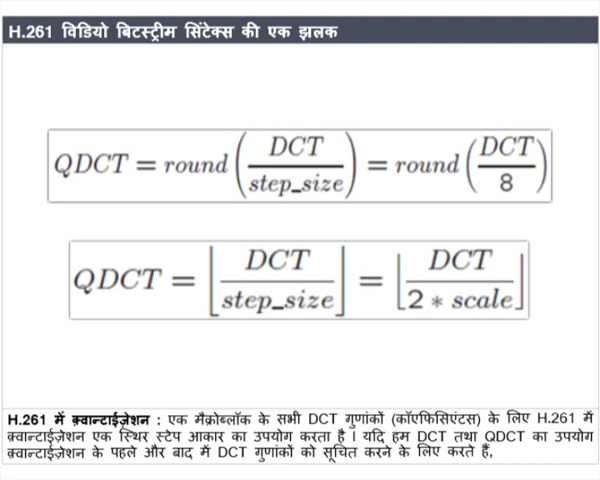 H.261 विडियो बिटस्ट्रीम सिंटेक्स की एक झलक
QDCT = round (DCT / step_size) = round (DCT / 8)
QDCT = ⌊DCT / step_size⌋ = ⌊DCT / 2 * scale⌋
H.261 में क़्वान्टाईज़ेशन : एक मैक्रोब्लॉक के सभी DCT गुणांकों (कॉएफिसिएंटस) के लिए H.261 में
क़्वान्टाईज़ेशन एक स्थिर स्टेप आकार का उपयोग करता है । यदि हम DCT तथा QDCT का उपयोग
क़्वान्टाईज़ेशन के पहले और बाद में DCT गुणांकों को सूचित करने के लिए करते हैं,